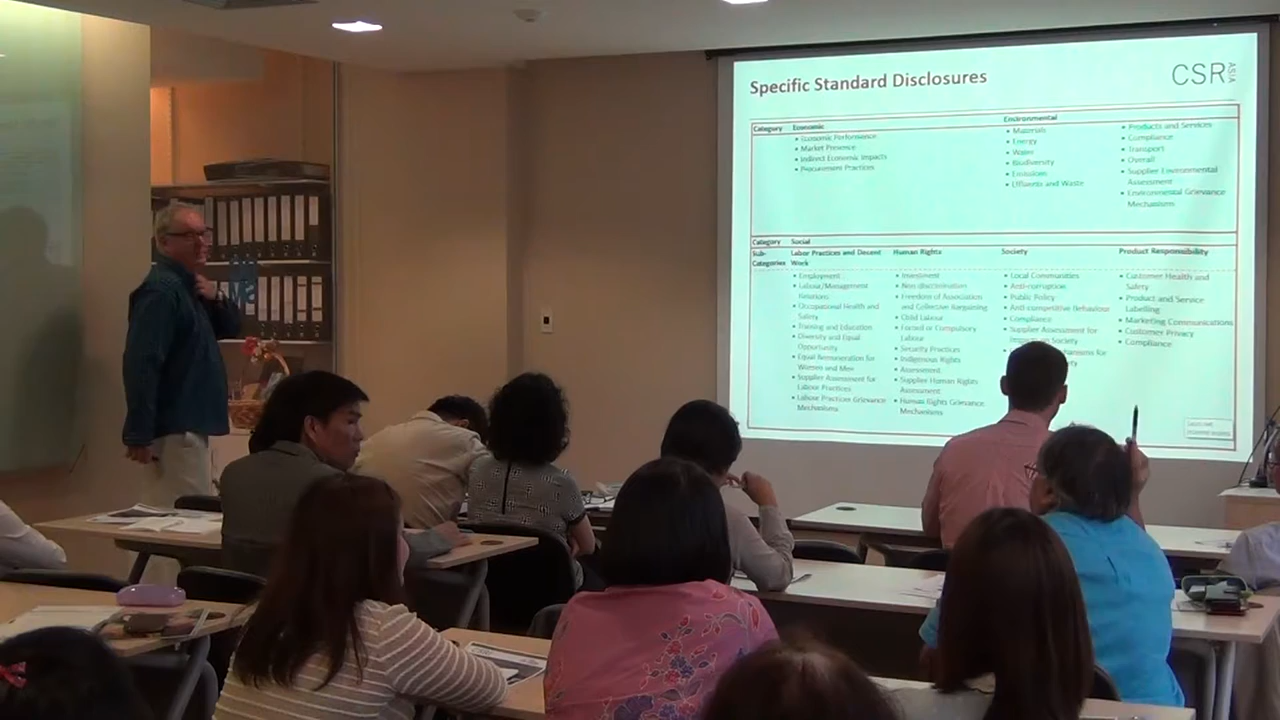 Specific Standard Disclosures
CSR ASIA
Category Economic Environmental
• Economic Performance
• Market Presence
• Indirect Economic Impacts
• Procurement Practices
• Materials
• Energy
• Water
• Biodiversity
• Emissions
• Effluents and Waste
• Products and Services
• Compliance
• Transport
• Overall
• Supplier Environmental
Assessment
• Environmental Grievance
Mechanisms
Category Social
Sub-
Categories
Labor Practices and Decent
Work
• Employment
• Labour/Management
Relations
• Occupational Health and
Safety
• Training and Education
• Diversity and Equal
Opportunity
• Equal Remuneration for
Women and Men
• Supplier Assessment for
Labour Practices
• Labour Practices Grievance
Mechanisms
Human Rights
• Investment
• Non discrimination
• Freedom of Association
and Collective Bargaining
• Child Labour
• Forced or Compulsory
Labour
• Security Practices
• Indigenous Rights
• Assessment
• Supplier Human Rights
Assessment
• Human Rights Grievance
Mechanisms
Society
• Local Communities
• Anti-corruption
• Public Policy
• Anti-competitive Behaviour
• Compliance
• Supplier Assessment for
Society
for
Product Responsibility
• Customer Health and
Safety
• Product and Service
Labelling
• Marketing Communications
• Customer Privacy
• Compliance